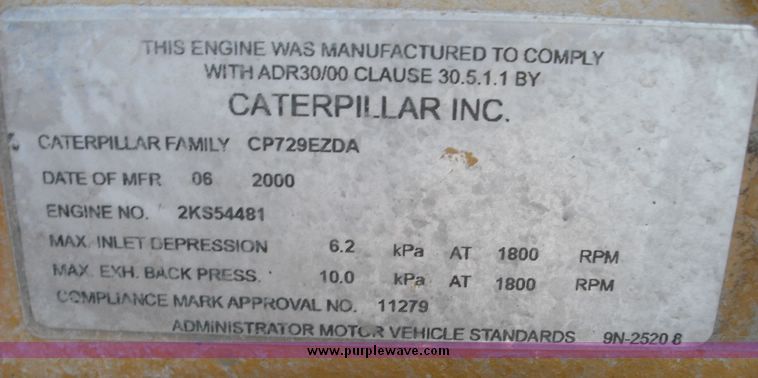 THIS ENGINE WAS MANUFACTURED TO COMPLY
WITH ADR30/00 CLAUSE 30.5.1.1 BY
CATERPILLAR INC.
CATERPILLAR FAMILY CP729EZDA
DATE OF MFR 06 2000
ENGINE NO. 2KS54481
MAX. INLET DEPRESSION 6.2 kPa AT 1800 RPM
MAX. EXH. BACK PRESS. 10.0 kPa AT 1800 RPM
COMPLIANCE MARK APPROVAL NO. 11279
ADMINISTRATOR MOTOR VEHICLE STANDARDS 9N-2520 8
www.purplewave.com